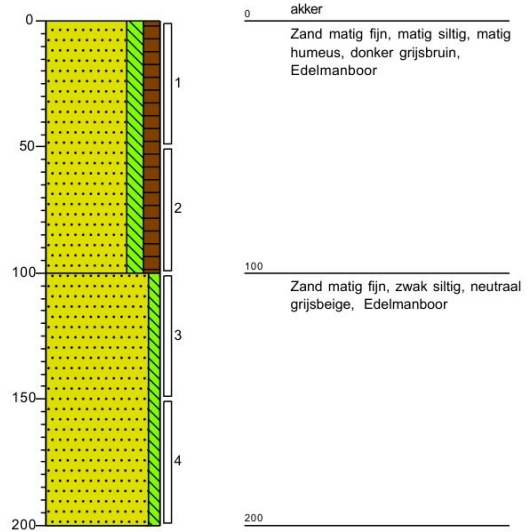 0
50
100
150
200
1
2
3
4
akker
0
Zand matig fijn, matig siltig, matig
humeus, donker grijsbruin,
Edelmanboor
100
Zand matig fijn, zwak siltig, neutraal
grijsbeige, Edelmanboor
200